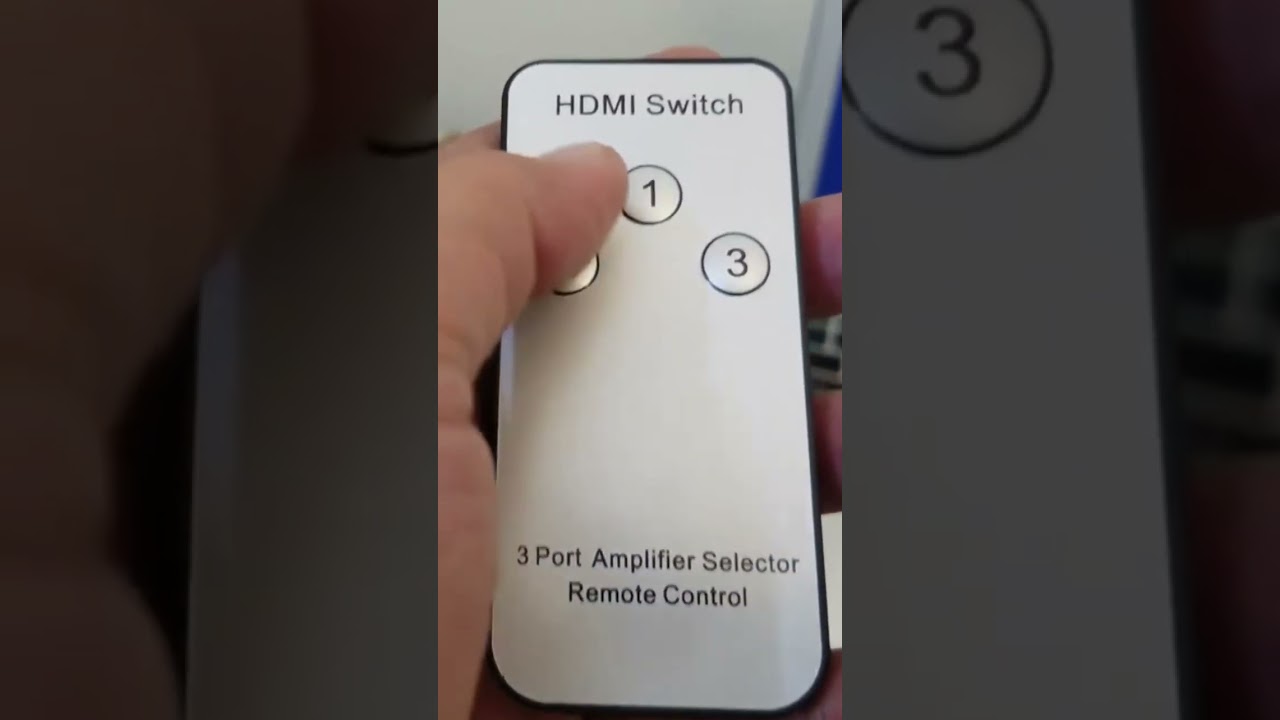 HDMI Switch
1
3
3 Port Amplifier Selector
Remote Control
3